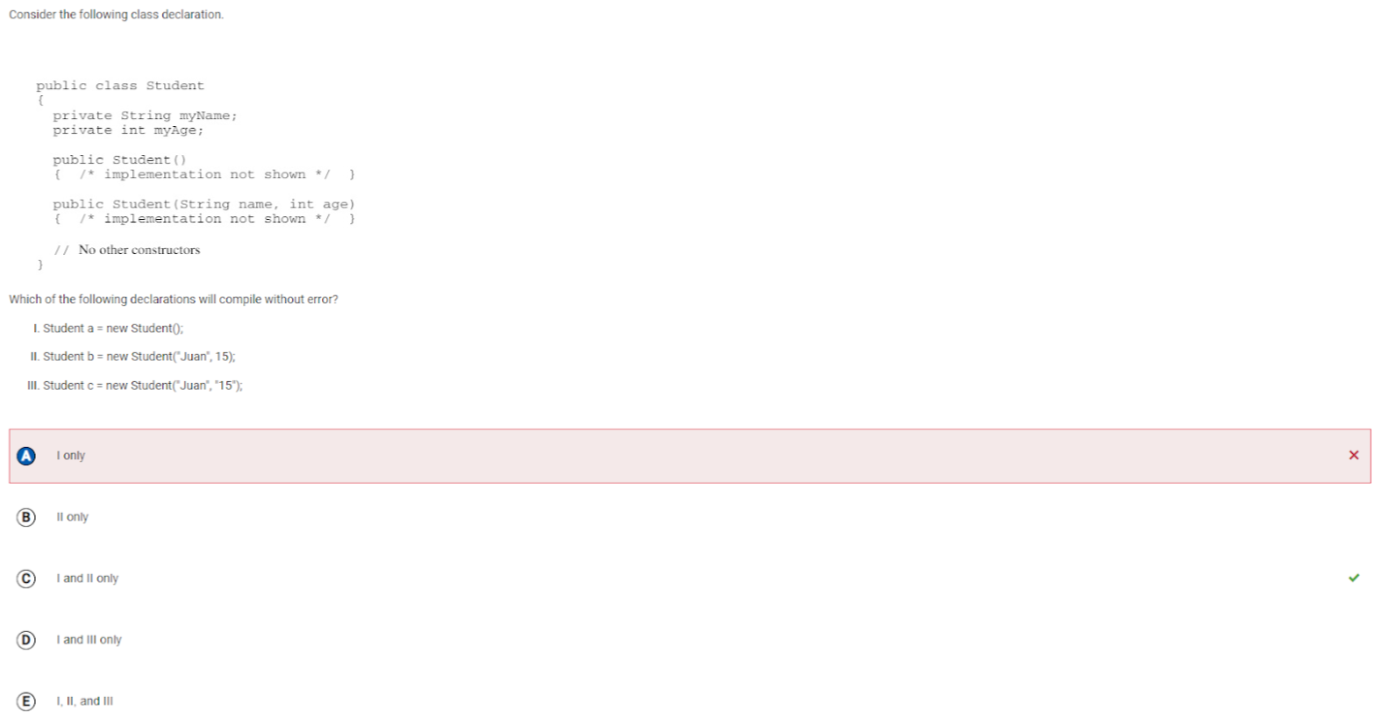 Consider the following class declaration.
public class Student
{
private String myName;
private int myAge;
public Student()
{ /* implementation not shown */ }
public Student(String name, int age)
{ /* implementation not shown */ }
// No other constructors
}
Which of the following declarations will compile without error?
I. Student a = new Student();
II. Student b = new Student("Juan", 15);
III. Student c = new Student("Juan", "15");
A I only
B II only
C I and II only
D I and III only
E I, II, and III